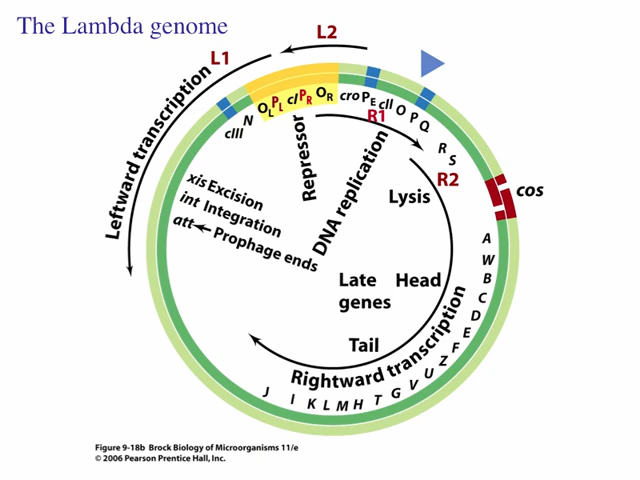 The Lambda genome
L2
L1
Leftward transcription
cIII
N
OL PL cI PR OR
cro PE cII O P Q
R1
R
S
R2
cos
Repressor
DNA replication
Lysis
xis Excision
int Integration
att Prophage ends
Late genes
Head
Tail
Rightward transcription
A
W
B
C
D
E
F
Z
U
V
G
T
H
M
L
K
I
J
Figure 9-18b Brock Biology of Microorganisms 11/e
© 2006 Pearson Prentice Hall, Inc.